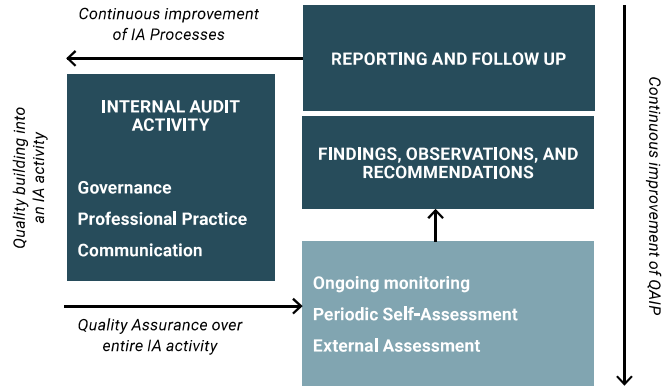 Continuous improvement
of IA Processes
REPORTING AND FOLLOW UP
INTERNAL AUDIT
ACTIVITY
Governance
Professional Practice
Communication
Quality building into
an IA activity
FINDINGS, OBSERVATIONS, AND
RECOMMENDATIONS
Ongoing monitoring
Periodic Self-Assessment
External Assessment
Quality Assurance over
entire IA activity
Continuous improvement of QAIP